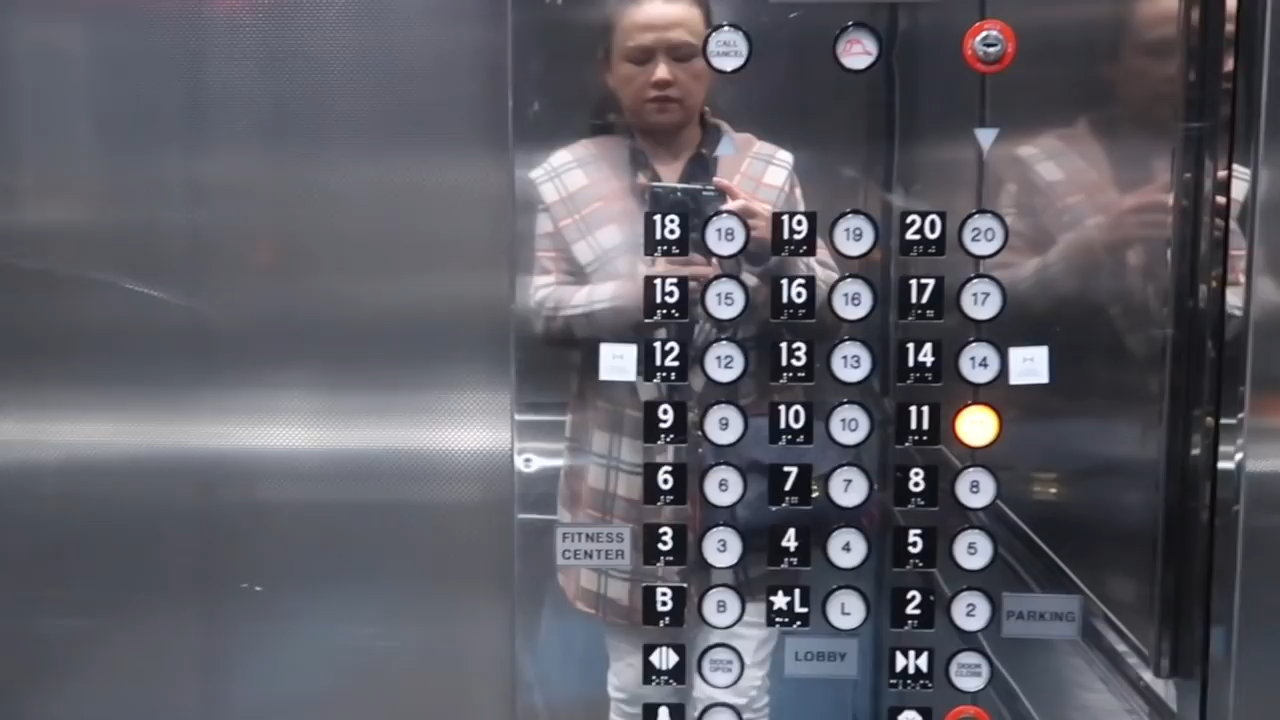 CALL
CANCEL
18 18 19 19 20 20
15 15 16 16 17 17
12 12 13 13 14 14
9 9 10 10 11
6 6 7 7 8 8
FITNESS
CENTER
3 3 4 4 5 5
B B ★L L 2 2
PARKING
LOBBY
DOOR
OPEN
DOOR
CLOSE